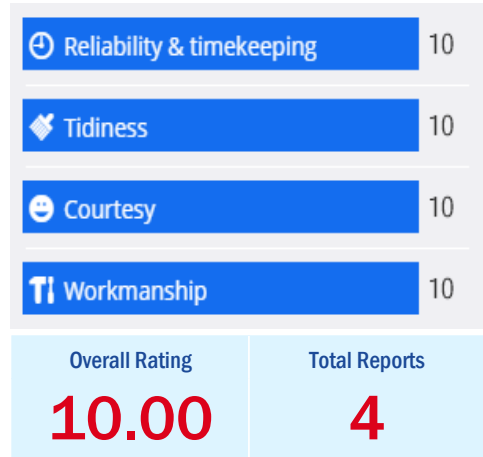 Reliability & timekeeping 10
Tidiness 10
Courtesy 10
Workmanship 10
Overall Rating Total Reports
10.00 4